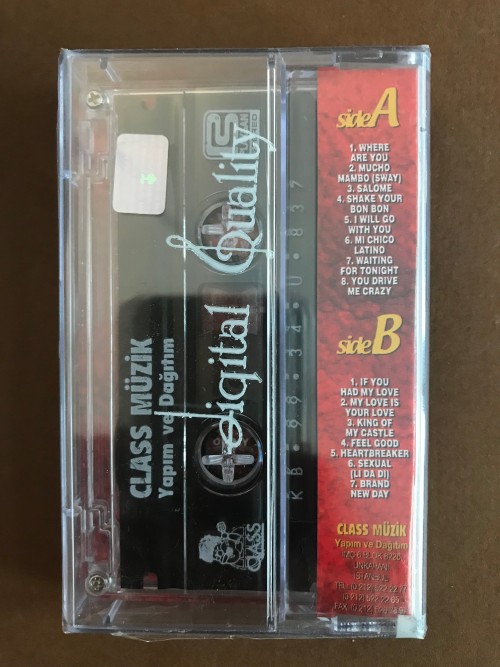 side A
1. WHERE
ARE YOU
2. MUCHO
MAMBO (SWAY)
3. SALOME
4. SHAKE YOUR
BON BON
5. I WILL GO
WITH YOU
6. MI CHICO
LATINO
7. WAITING
FOR TONIGHT
8. YOU DRIVE
ME CRAZY
side B
1. IF YOU
HAD MY LOVE
2. MY LOVE IS
YOUR LOVE
3. KING OF
MY CASTLE
4. FEEL GOOD
5. HEARTBREAKER
6. SEXUAL
(LI DA DI)
7. BRAND
NEW DAY
CLASS MÜZİK
Yapım ve Dağıtım
UNKAPANI
İSTANBUL
CLASS MÜZİK
Yapım ve Dağıtım
Digital Quality
CLASS